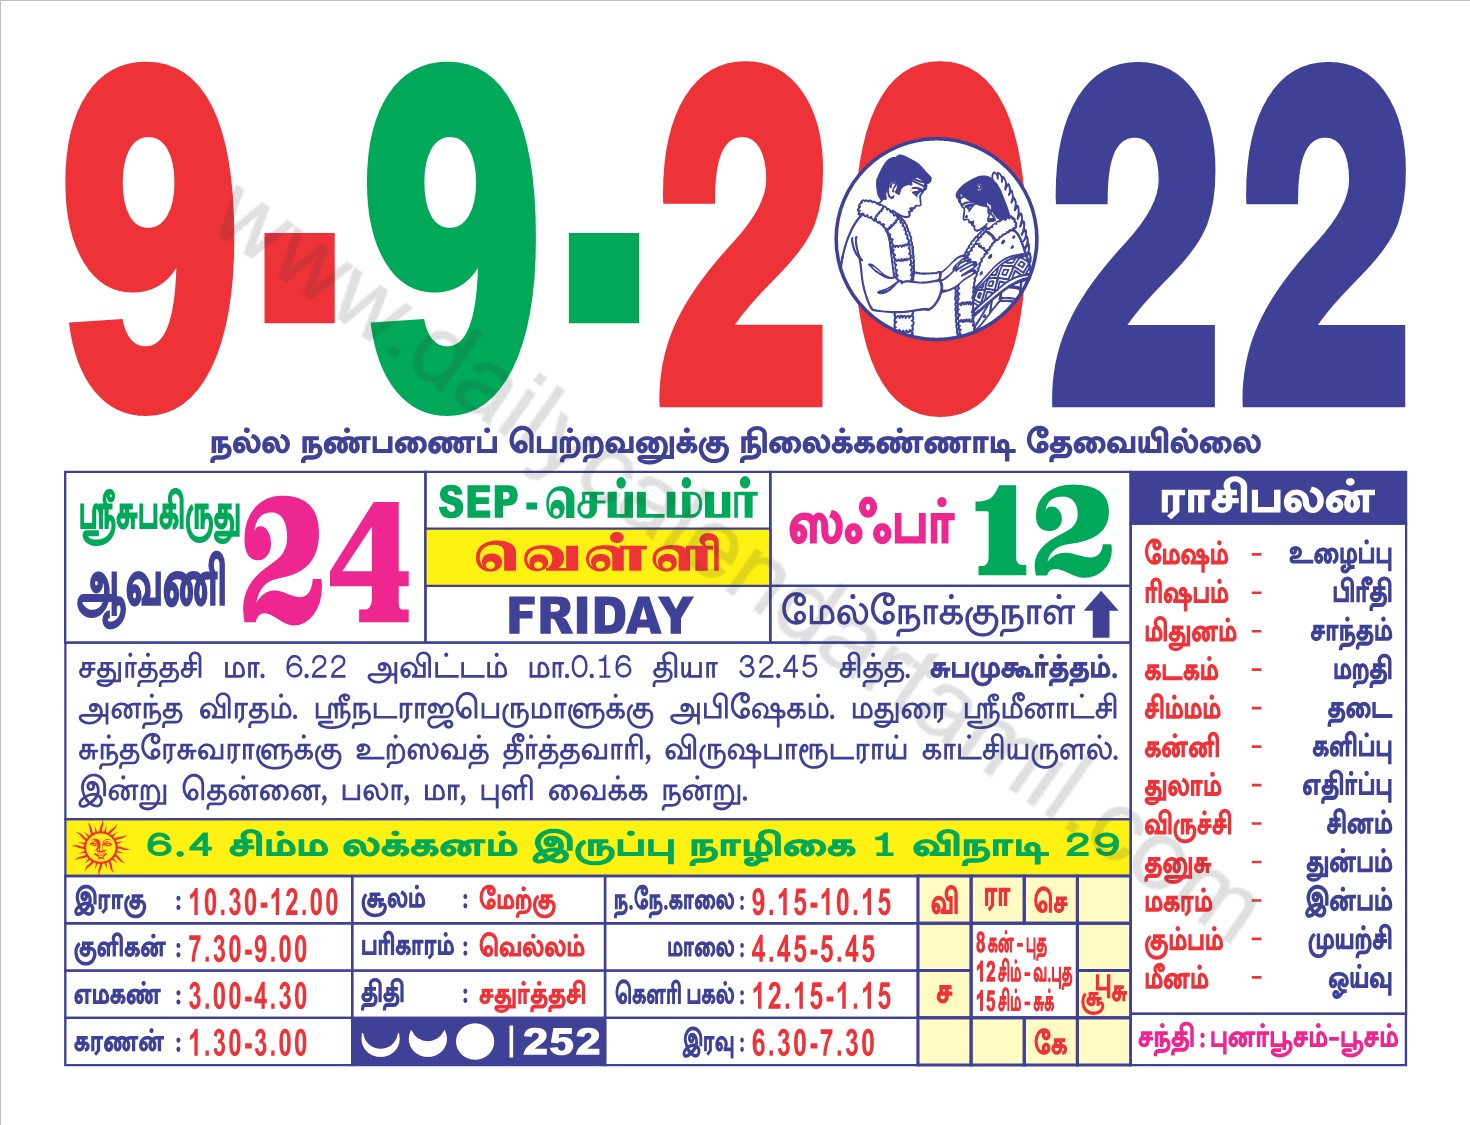 9-9-2022
நல்ல நண்பணைப் பெற்றவனுக்கு நிலைக்கண்ணாடி தேவையில்லை
ஸ்ரீசுபகிருது
ஆவணி 24
SEP - செப்டம்பர்
வெள்ளி
FRIDAY
ஸஃபர் 12
மேல்நோக்குநாள்
சதுர்த்தசி மா. 6.22 அவிட்டம் மா.0.16 தியா 32.45 சித்த. சுபமுகூர்த்தம்.
அனந்த விரதம். ஸ்ரீநடராஜபெருமாளுக்கு அபிஷேகம். மதுரை ஸ்ரீமீனாட்சி
சுந்தரேசுவராளுக்கு உற்ஸவத் தீர்த்தவாரி, விருஷபாரூடராய் காட்சியருளல்.
இன்று தென்னை, பலா, மா, புளி வைக்க நன்று.
6.4 சிம்ம லக்கனம் இருப்பு நாழிகை 1 விநாடி 29
இராகு : 10.30-12.00
குளிகன் : 7.30-9.00
எமகண் : 3.00-4.30
கரணன் : 1.30-3.00
சூலம் : மேற்கு
பரிகாரம் : வெல்லம்
திதி : சதுர்த்தசி
|252
ந.நே.காலை : 9.15-10.15
மாலை : 4.45-5.45
கௌரி பகல் : 12.15-1.15
இரவு : 6.30-7.30
வி ரா செ
8கன் - புத
12சிம் - வ.புத
15சிம் - சுக்
ச
பு
சூ சு
கே
ராசிபலன்
மேஷம் - உழைப்பு
ரிஷபம் - பிரீதி
மிதுனம் - சாந்தம்
கடகம் - மறதி
சிம்மம் - தடை
கன்னி - களிப்பு
துலாம் - எதிர்ப்பு
விருச்சி - சினம்
தனுசு - துன்பம்
மகரம் - இன்பம்
கும்பம் - முயற்சி
மீனம் - ஓய்வு
சந்தி : புனர்பூசம்-பூசம்
www.dailycalendartamil.com